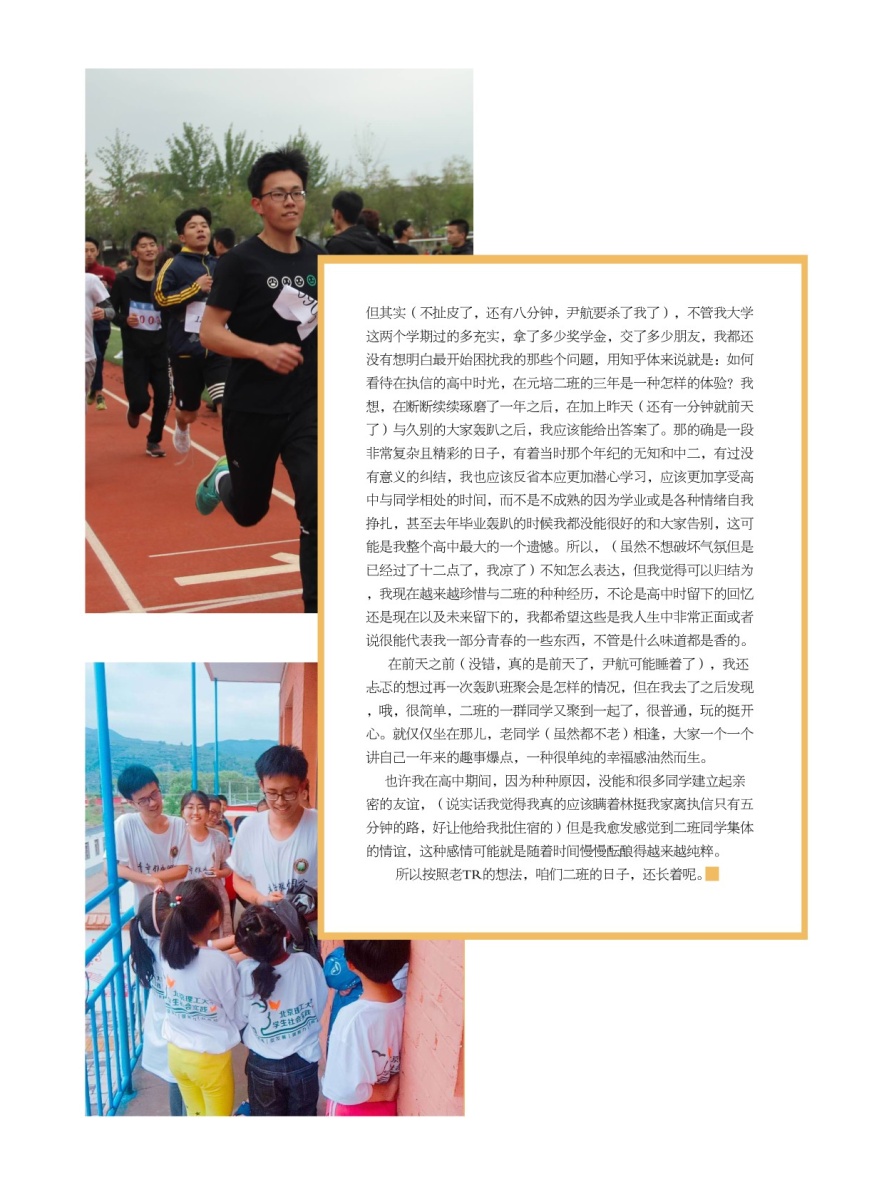 但其实（不扯皮了，还有八分钟，尹航要杀了我了），不管我大学
这两个学期过的多充实，拿了多少奖学金，交了多少朋友，我都还
没有想明白最开始困扰我的那些个问题，用知乎体来说就是：如何
看待在执信的高中时光，在元培二班的三年是一种怎样的体验？我
想，在断断续续琢磨了一年之后，在加上昨天（还有一分钟就前天
了）与久别的大家轰趴之后，我应该能给出答案了。那的确是一段
非常复杂且精彩的日子，有着当时那个年纪的无知和中二，有过没
有意义的纠结，我也应该反省本应更加潜心学习，应该更加享受高
中与同学相处的时间，而不是不成熟的因为学业或是各种情绪自我
挣扎，甚至去年毕业轰趴的时候我都没能很好的和大家告别，这可
能是我整个高中最大的一个遗憾。所以，（虽然不想破坏气氛但是
已经过了十二点了，我凉了）不知怎么表达，但我觉得可以归结为
，我现在越来越珍惜与二班的种种经历，不论是高中时留下的回忆
还是现在以及未来留下的，我都希望这些是我人生中非常正面或者
说很能代表我一部分青春的一些东西，不管是什么味道都是香的。
在前天之前（没错，真的是前天了，尹航可能睡着了），我还
忐忑的想过再一次轰趴班聚会是怎样的情况，但在我去了之后发现
，哦，很简单，二班的一群同学又聚到一起了，很普通，玩的挺开
心。就仅仅坐在那儿，老同学（虽然都不老）相逢，大家一个一个
讲自己一年来的趣事爆点，一种很单纯的幸福感油然而生。
也许我在高中期间，因为种种原因，没能和很多同学建立起亲
密的友谊，（说实话我觉得我真的应该瞒着林挺我家离执信只有五
分钟的路，好让他给我批住宿的）但是我愈发感觉到二班同学集体
的情谊，这种感情可能就是随着时间慢慢酝酿得越来越纯粹。
所以按照老TR的想法，咱们二班的日子，还长着呢。
北京理工大
学生社会实践
北京理工大
学生社会实践